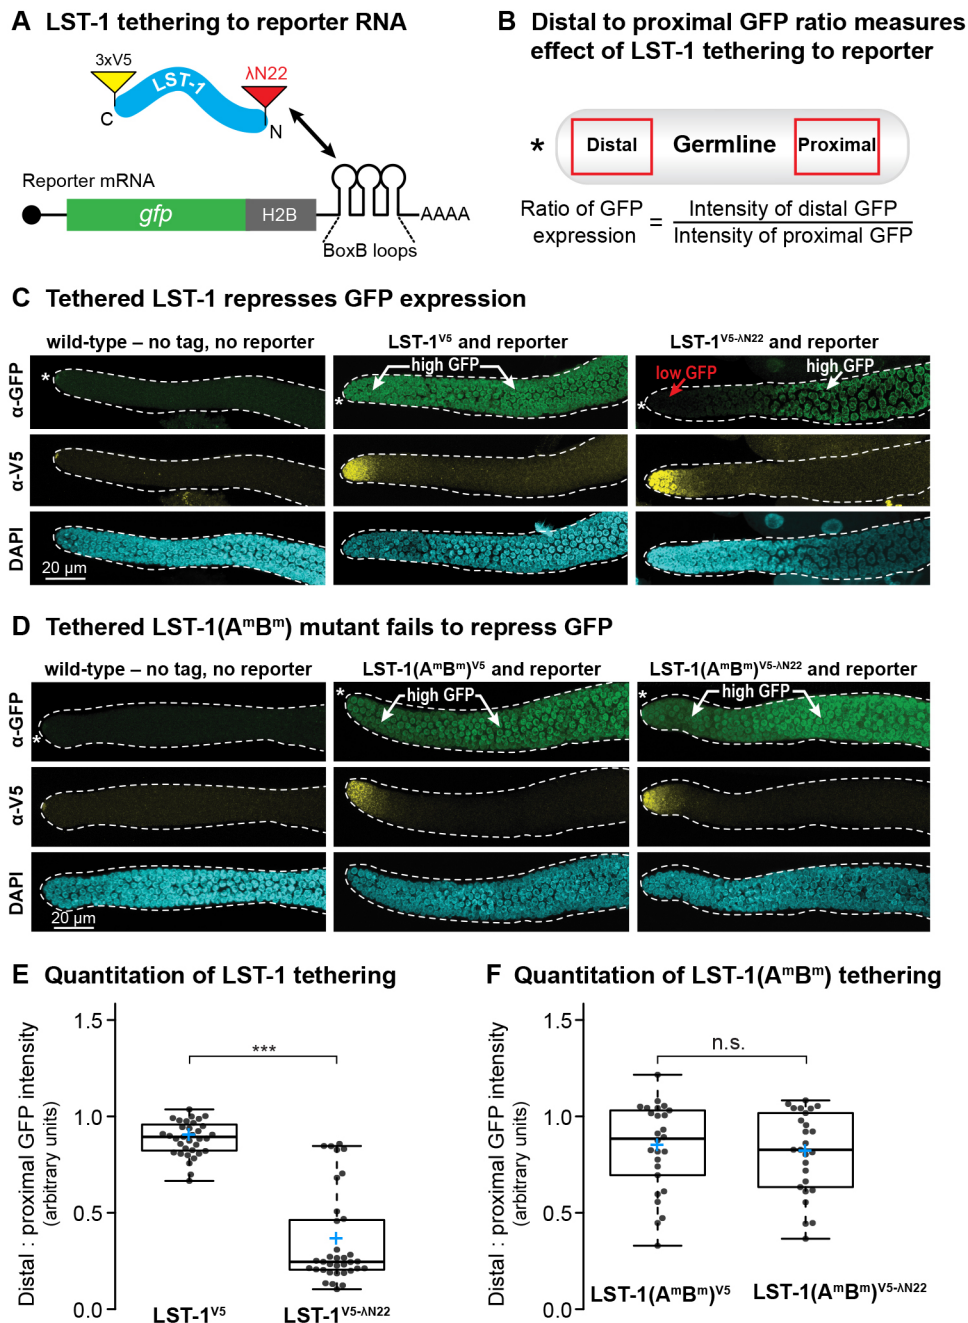 A LST-1 tethering to reporter RNA
3xV5
LST-1
λN22
C
N
Reporter mRNA
gfp
H2B
AAAA
BoxB loops
B Distal to proximal GFP ratio measures
effect of LST-1 tethering to reporter
*
Distal
Germline
Proximal
Ratio of GFP
expression
=
Intensity of distal GFP
Intensity of proximal GFP
C Tethered LST-1 represses GFP expression
wild-type – no tag, no reporter
LST-1V5 and reporter
LST-1V5-λN22 and reporter
α-GFP
*
high GFP
*
low GFP
high GFP
*
α-V5
DAPI
20 µm
D Tethered LST-1(AmBm) mutant fails to repress GFP
wild-type – no tag, no reporter
LST-1(AmBm)V5 and reporter
LST-1(AmBm)V5-λN22 and reporter
α-GFP
*
*
high GFP
*
high GFP
α-V5
DAPI
20 µm
E Quantitation of LST-1 tethering
Distal : proximal GFP intensity
(arbitrary units)
1.5
1.0
0.5
0.0
***
LST-1V5
LST-1V5-λN22
F Quantitation of LST-1(AmBm) tethering
Distal : proximal GFP intensity
(arbitrary units)
1.5
1.0
0.5
0.0
n.s.
LST-1(AmBm)V5
LST-1(AmBm)V5-λN22